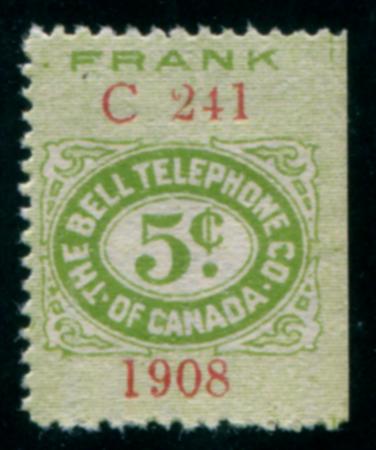 FRANK
C 241
THE BELL TELEPHONE CO.
OF CANADA.
5¢
1908